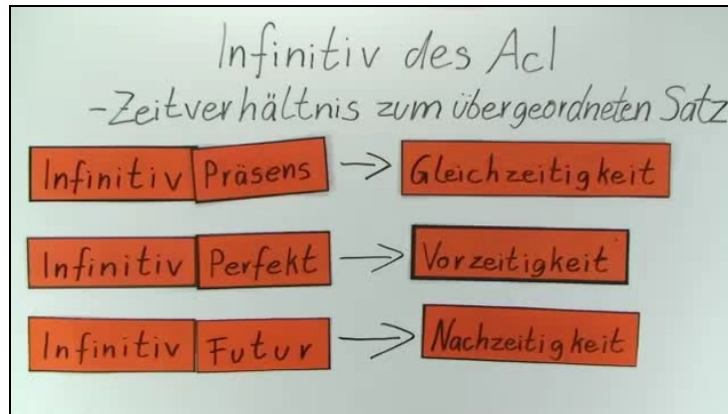 Infinitiv des AcI
- Zeitverhältnis zum übergeordneten Satz
Infinitiv Präsens → Gleichzeitigkeit
Infinitiv Perfekt → Vorzeitigkeit
Infinitiv Futur → Nachzeitigkeit